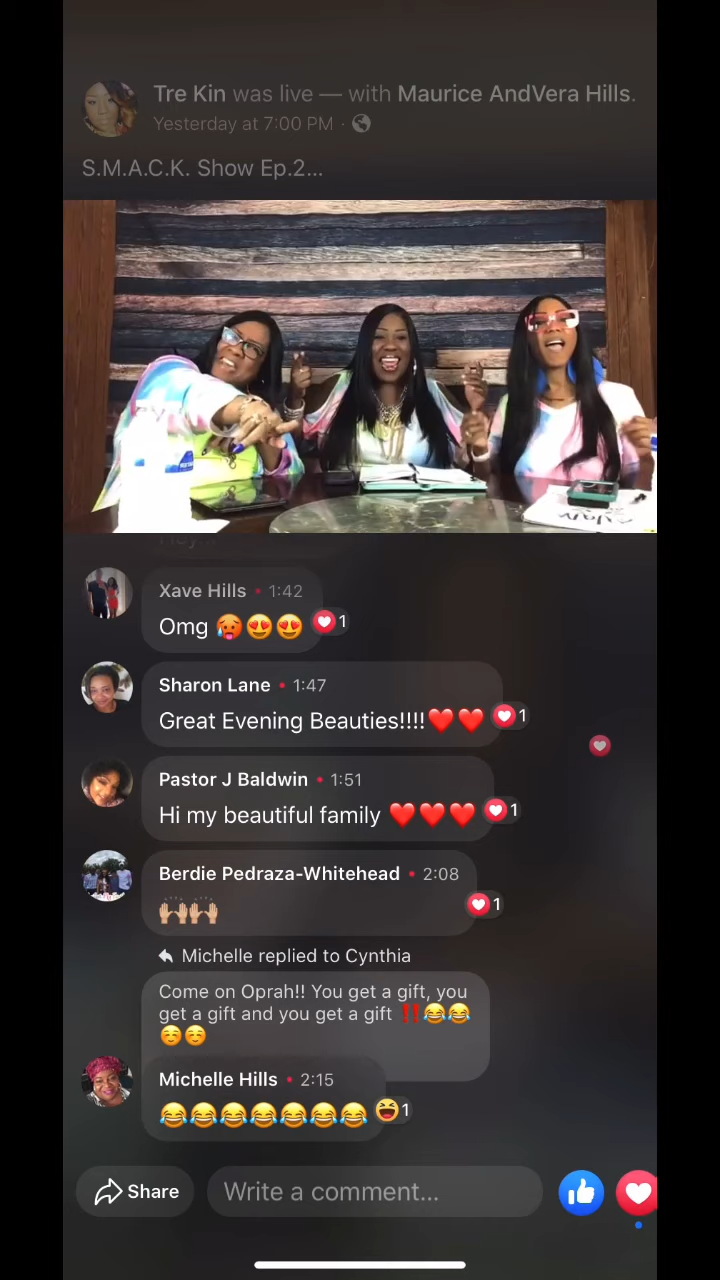 Tre Kin was live — with Maurice AndVera Hills.
Yesterday at 7:00 PM ·
S.M.A.C.K. Show Ep.2...
Hey...
Xave Hills • 1:42
Omg 🥵😍😍 1
Sharon Lane • 1:47
Great Evening Beauties!!!!❤️❤️ 1
Pastor J Baldwin • 1:51
Hi my beautiful family ❤️❤️❤️ 1
Berdie Pedraza-Whitehead • 2:08
🙌🏼🙌🏼 1
Michelle replied to Cynthia
Come on Oprah!! You get a gift, you
get a gift and you get a gift ‼️😂😂
☺️☺️
Michelle Hills • 2:15
😂😂😂😂😂😂😂 1
Share
Write a comment...